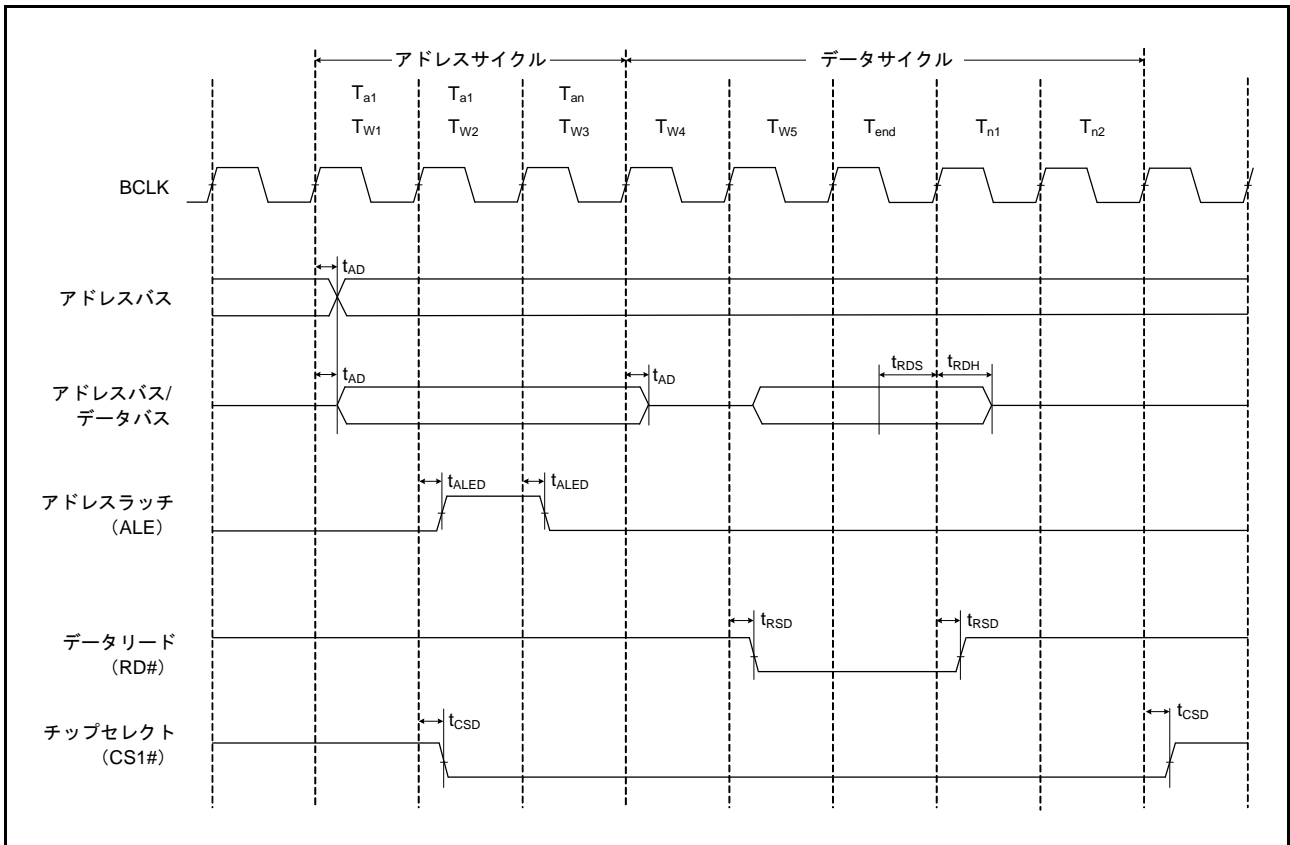 アドレスサイクル データサイクル
Ta1 Ta1 Tan
TW1 TW2 TW3 TW4 TW5 Tend Tn1 Tn2
BCLK
tAD
アドレスバス
tRDS tRDH
tAD tAD
アドレスバス/
データバス
tALED tALED
アドレスラッチ
（ALE）
tRSD tRSD
データリード
（RD#）
tCSD tCSD
チップセレクト
（CS1#）